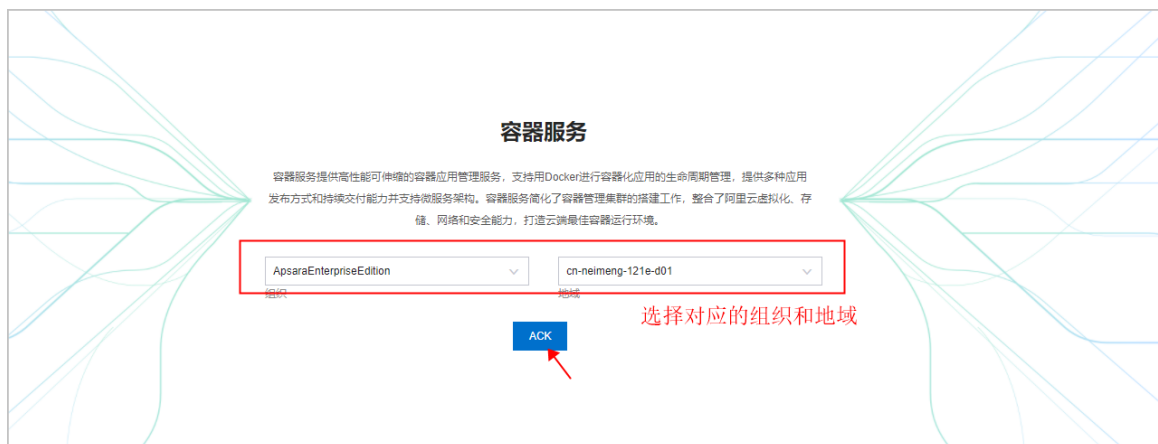 容器服务
容器服务提供高性能可伸缩的容器应用管理服务，支持用Docker进行容器化应用的生命周期管理，提供多种应用
发布方式和持续交付能力并支持微服务架构。容器服务简化了容器管理集群的搭建工作，整合了阿里云虚拟化、存
储、网络和安全能力，打造云端最佳容器运行环境。
ApsaraEnterpriseEdition
cn-neimeng-121e-d01
组织
地域
选择对应的组织和地域
ACK